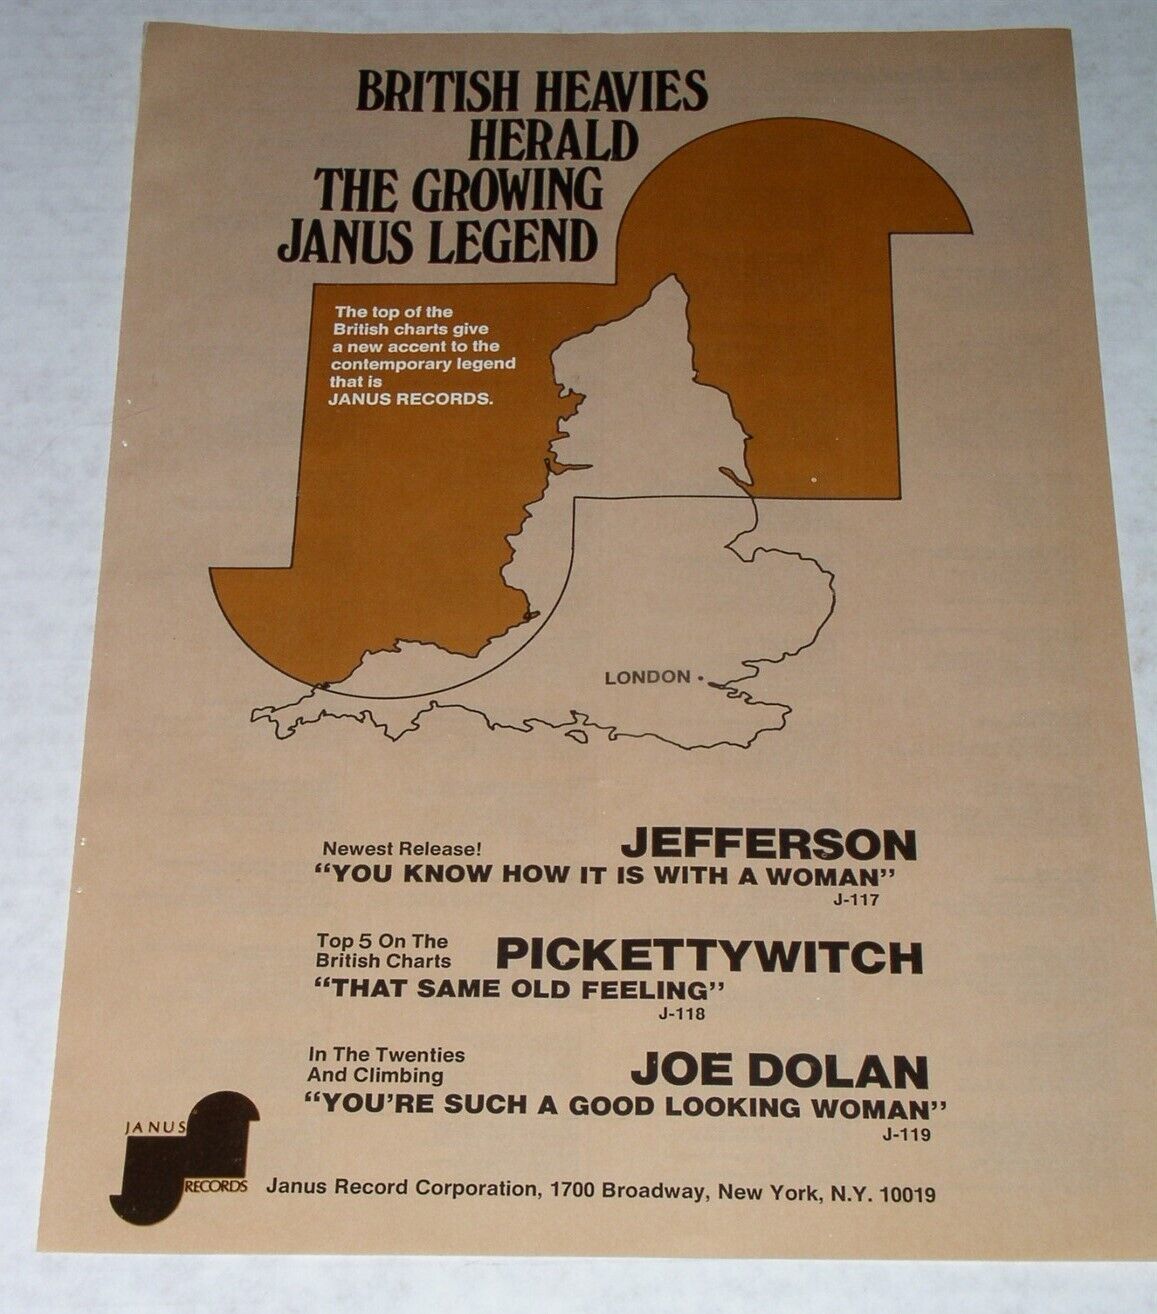 BRITISH HEAVIES
HERALD
THE GROWING
JANUS LEGEND
The top of the
British charts give
a new accent to the
contemporary legend
that is
JANUS RECORDS.
LONDON
Newest Release!
JEFFERSON
“YOU KNOW HOW IT IS WITH A WOMAN”
J-117
Top 5 On The
British Charts
PICKETTYWITCH
“THAT SAME OLD FEELING”
J-118
In The Twenties
And Climbing
JOE DOLAN
“YOU'RE SUCH A GOOD LOOKING WOMAN”
J-119
JANUS
RECORDS
Janus Record Corporation, 1700 Broadway, New York, N.Y. 10019